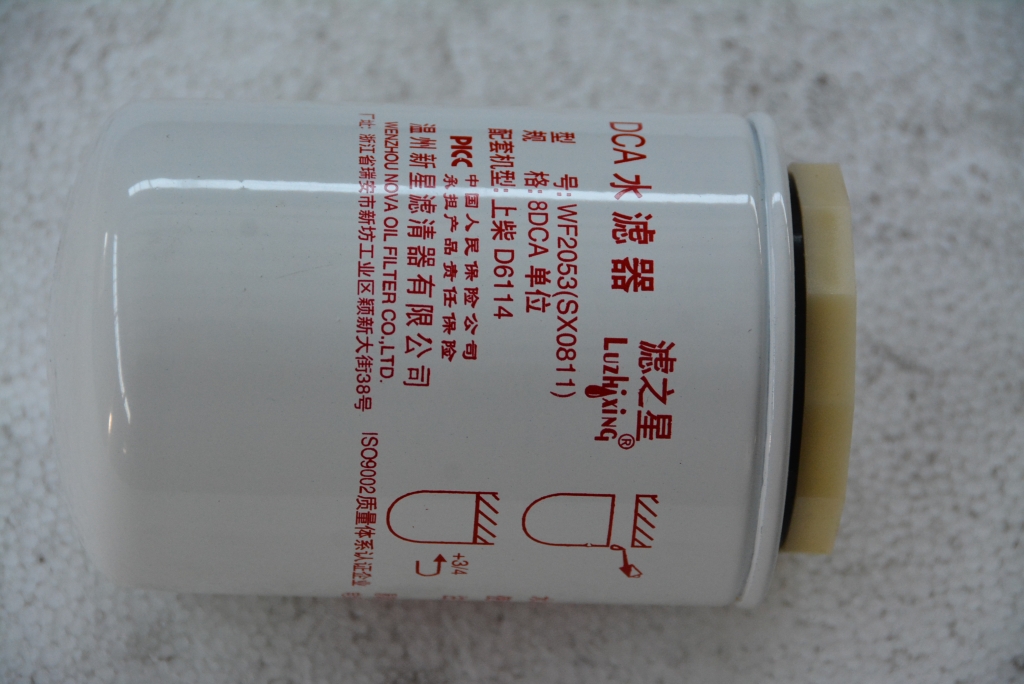 DCA 水滤器
滤之星
Luzhixing®
型 号: WF2053(SX0811)
规 格: 8DCA 单位
配套机型: 上柴 D6114
PICC 中国人民保险公司
承担产品责任保险
温州新星滤清器有限公司
WENZHOU NOVA OIL FILTER CO.,LTD.
厂址: 浙江省瑞安市新坊工业区颖新大街38号 ISO9002质量体系认证企业
+3/4